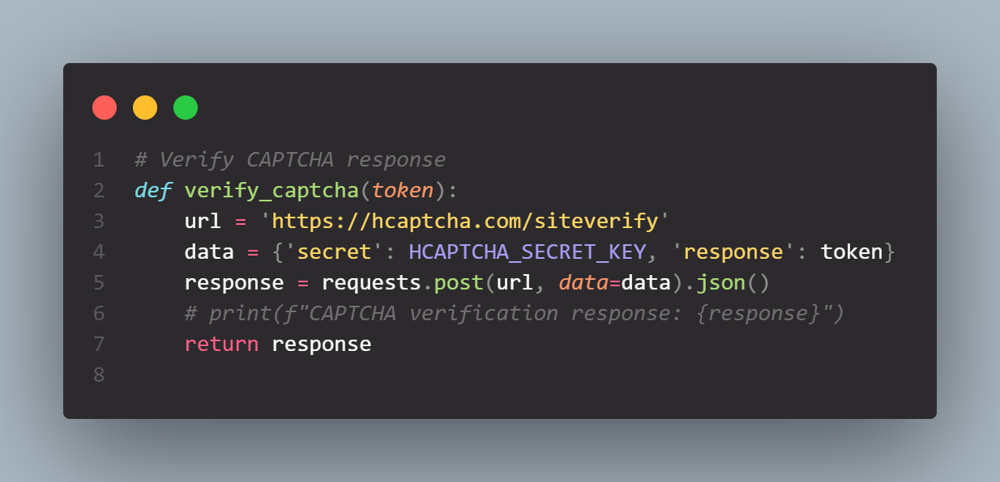 1 # Verify CAPTCHA response
2 def verify_captcha(token):
3     url = 'https://hcaptcha.com/siteverify'
4     data = {'secret': HCAPTCHA_SECRET_KEY, 'response': token}
5     response = requests.post(url, data=data).json()
6     # print(f"CAPTCHA verification response: {response}")
7     return response
8